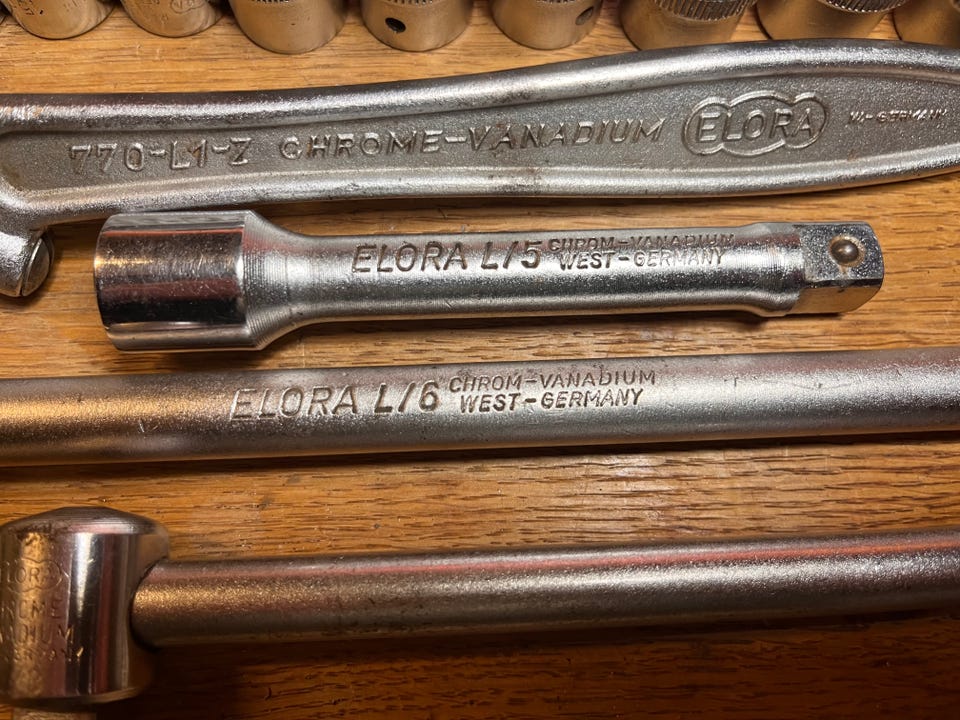 770-L1-Z CHROME-VANADIUM ELORA W.-GERMANY
ELORA L/5 CHROM-VANADIUM
WEST-GERMANY
ELORA L/6 CHROM-VANADIUM
WEST-GERMANY